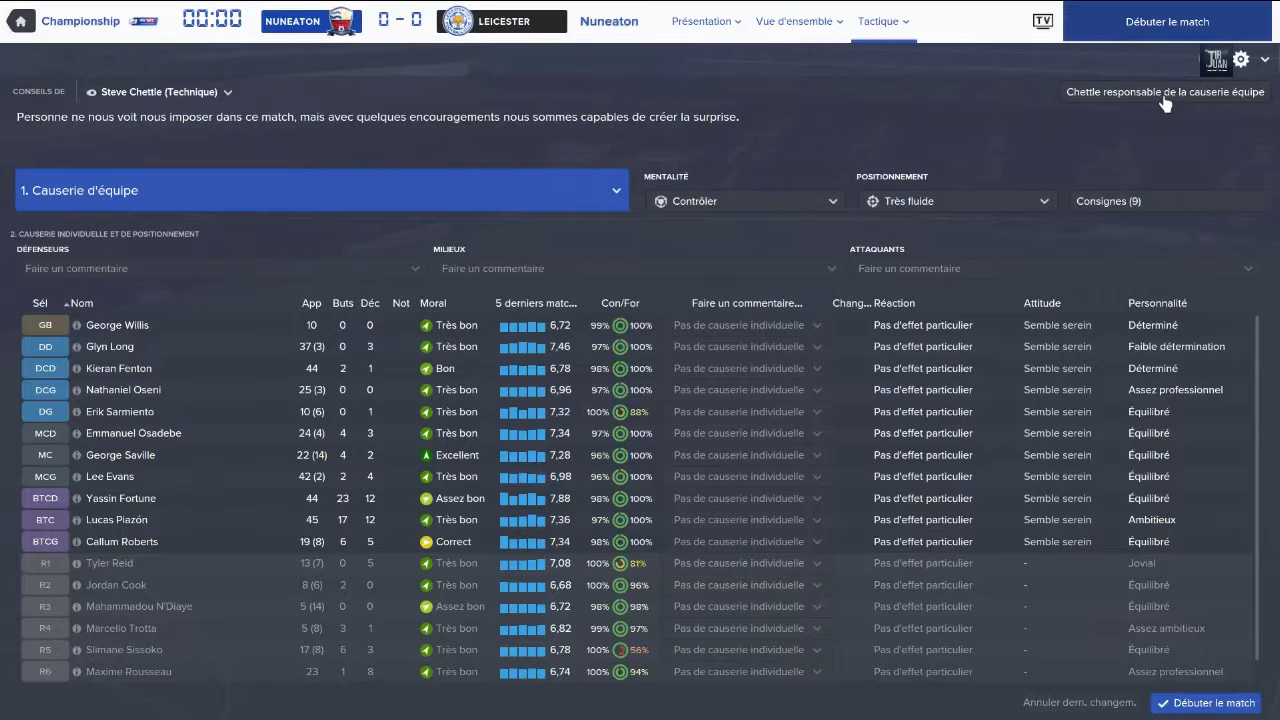 Championship 00:00 NUNEATON 0 - 0 LEICESTER Nuneaton Présentation Vue d'ensemble Tactique TV Débuter le match
CONSEILS DE Steve Chettle (Technique) Chettle responsable de la causerie équipe
Personne ne nous voit nous imposer dans ce match, mais avec quelques encouragements nous sommes capables de créer la surprise.
MENTALITÉ POSITIONNEMENT
1. Causerie d'équipe Contrôler Très fluide Consignes (9)
2. CAUSERIE INDIVIDUELLE ET DE POSITIONNEMENT
DÉFENSEURS MILIEUX ATTAQUANTS
Faire un commentaire Faire un commentaire Faire un commentaire
Sél Nom App Buts Déc Not Moral 5 derniers matc... Con/For Faire un commentaire... Chang... Réaction Attitude Personnalité
GB George Willis 10 0 0 Très bon 6,72 99% 100% Pas de causerie individuelle Pas d'effet particulier Semble serein Déterminé
DD Glyn Long 37 (3) 0 3 Très bon 7,46 97% 100% Pas de causerie individuelle Pas d'effet particulier Semble serein Faible détermination
DCD Kieran Fenton 44 2 1 Bon 6,78 98% 100% Pas de causerie individuelle Pas d'effet particulier Semble serein Déterminé
DCG Nathaniel Oseni 25 (3) 0 0 Très bon 6,96 97% 100% Pas de causerie individuelle Pas d'effet particulier Semble serein Assez professionnel
DG Erik Sarmiento 10 (6) 0 1 Très bon 7,32 100% 88% Pas de causerie individuelle Pas d'effet particulier Semble serein Équilibré
MCD Emmanuel Osadebe 24 (4) 4 3 Très bon 7,34 97% 100% Pas de causerie individuelle Pas d'effet particulier Semble serein Équilibré
MC George Saville 22 (14) 4 2 Excellent 7,28 96% 100% Pas de causerie individuelle Pas d'effet particulier Semble serein Équilibré
MCG Lee Evans 42 (2) 2 4 Très bon 6,98 96% 100% Pas de causerie individuelle Pas d'effet particulier Semble serein Équilibré
BTCD Yassin Fortune 44 23 12 Assez bon 7,88 98% 100% Pas de causerie individuelle Pas d'effet particulier Semble serein Équilibré
BTC Lucas Piazón 45 17 12 Très bon 7,36 97% 100% Pas de causerie individuelle Pas d'effet particulier Semble serein Ambitieux
BTCG Callum Roberts 19 (8) 6 5 Correct 7,34 98% 100% Pas de causerie individuelle Pas d'effet particulier Semble serein Équilibré
R1 Tyler Reid 13 (7) 0 5 Très bon 7,08 100% 81% Pas de causerie individuelle Pas d'effet particulier - Jovial
R2 Jordan Cook 8 (6) 2 0 Très bon 6,68 100% 96% Pas de causerie individuelle Pas d'effet particulier - Équilibré
R3 Mahammadou N'Diaye 5 (14) 0 0 Assez bon 6,72 98% 98% Pas de causerie individuelle Pas d'effet particulier - Équilibré
R4 Marcello Trotta 5 (8) 3 1 Très bon 6,82 99% 97% Pas de causerie individuelle Pas d'effet particulier - Assez ambitieux
R5 Slimane Sissoko 17 (8) 6 3 Très bon 6,78 100% 56% Pas de causerie individuelle Pas d'effet particulier - Équilibré
R6 Maxime Rousseau 23 1 8 Très bon 6,74 100% 94% Pas de causerie individuelle Pas d'effet particulier - Assez professionnel
Annuler dern. changem. Débuter le match